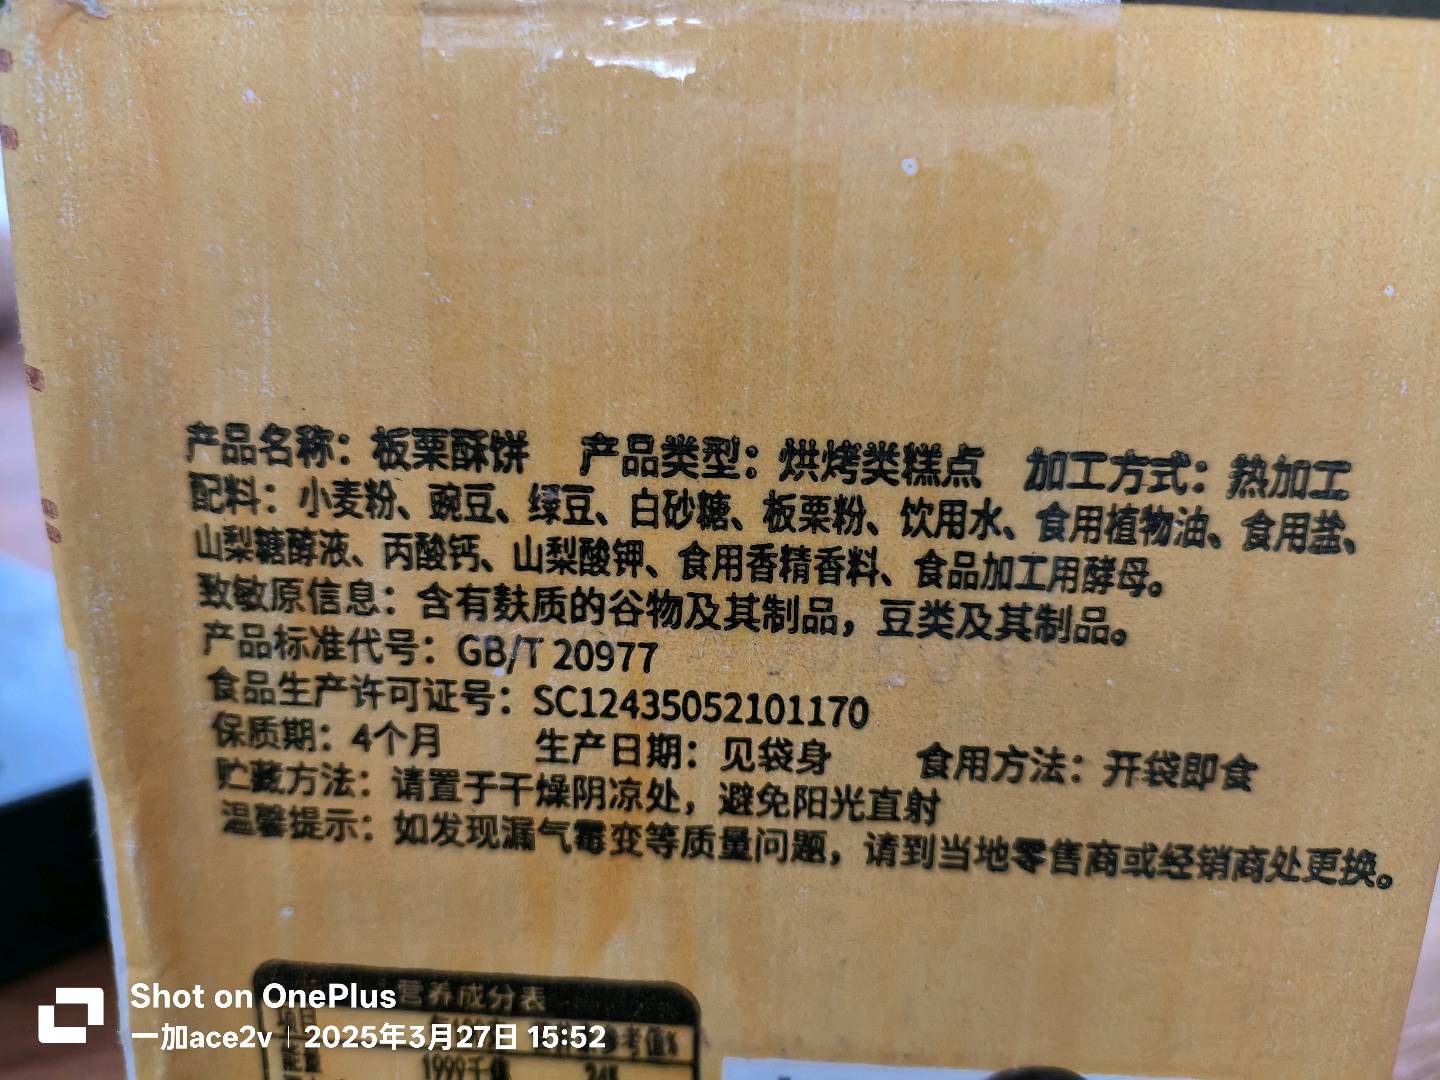 产品名称：板栗酥饼 产品类型：烘烤类糕点 加工方式：热加工
配料：小麦粉、豌豆、绿豆、白砂糖、板栗粉、饮用水、食用植物油、食用盐、
山梨糖醇液、丙酸钙、山梨酸钾、食用香精香料、食品加工用酵母。
致敏原信息：含有麸质的谷物及其制品，豆类及其制品。
产品标准代号：GB/T 20977
食品生产许可证号：SC12435052101170
保质期：4个月 生产日期：见袋身 食用方法：开袋即食
贮藏方法：请置于干燥阴凉处，避免阳光直射
温馨提示：如发现漏气霉变等质量问题，请到当地零售商或经销商处更换。
营养成分表
Shot on OnePlus
一加ace2v | 2025年3月27日 15:52
考值%
能量 1999千焦 24%